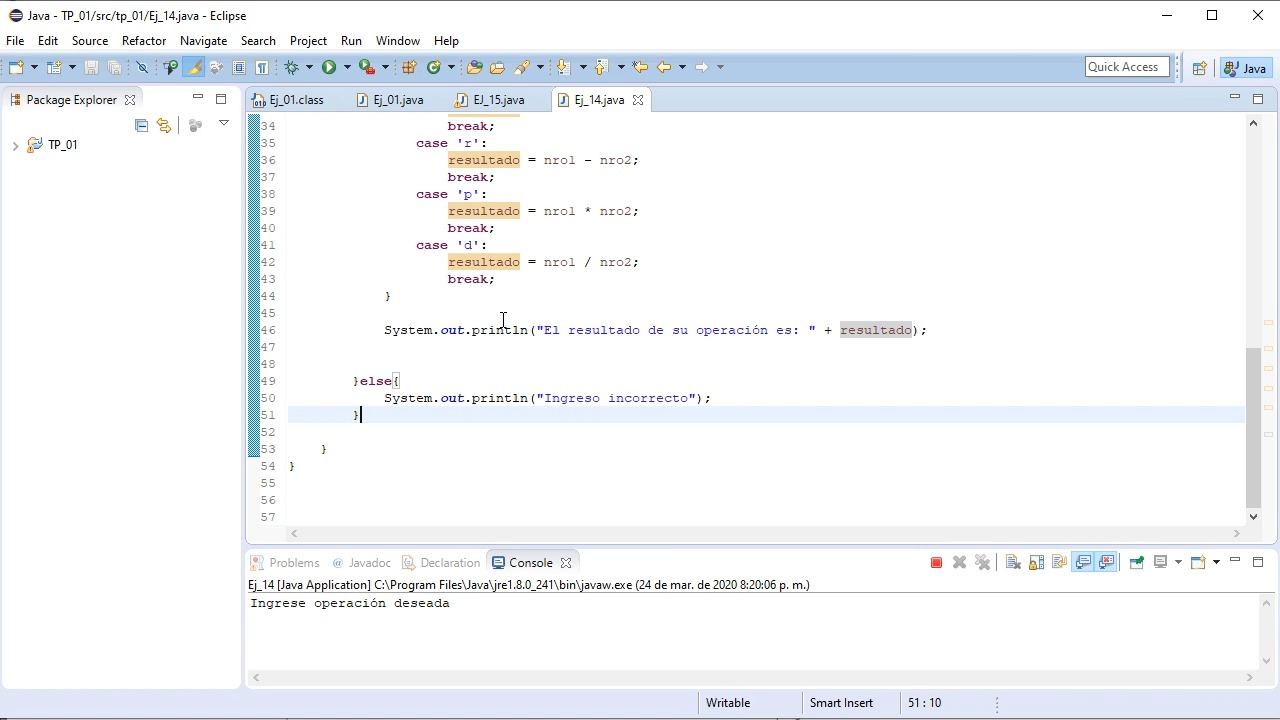 Java - TP_01/src/tp_01/Ej_14.java - Eclipse
File Edit Source Refactor Navigate Search Project Run Window Help
Quick Access
Java
Package Explorer
Ej_01.class
Ej_01.java
EJ_15.java
Ej_14.java
TP_01
34 break;
35 case 'r':
36 resultado = nro1 - nro2;
37 break;
38 case 'p':
39 resultado = nro1 * nro2;
40 break;
41 case 'd':
42 resultado = nro1 / nro2;
43 break;
44 }
45
46 System.out.println("El resultado de su operación es: " + resultado);
47
48
49 }else{
50 System.out.println("Ingreso incorrecto");
51 }
52
53 }
54 }
55
56
57
Problems @ Javadoc Declaration Console
Ej_14 [Java Application] C:\Program Files\Java\jre1.8.0_241\bin\javaw.exe (24 de mar. de 2020 8:20:06 p. m.)
Ingrese operación deseada
Writable Smart Insert 51 : 10